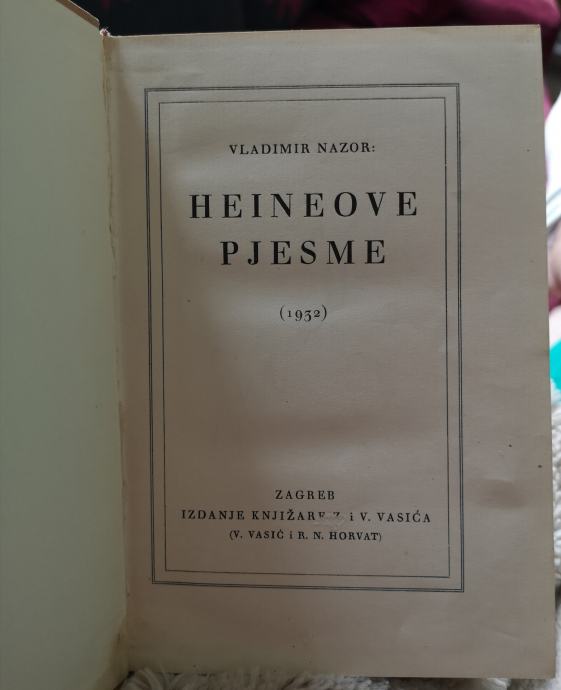 VLADIMIR NAZOR:
HEINEOVE
PJESME
(1932)
ZAGREB
IZDANJE KNJIŽARE Z. i V. VASIĆA
(V. VASIĆ i R. N. HORVAT)